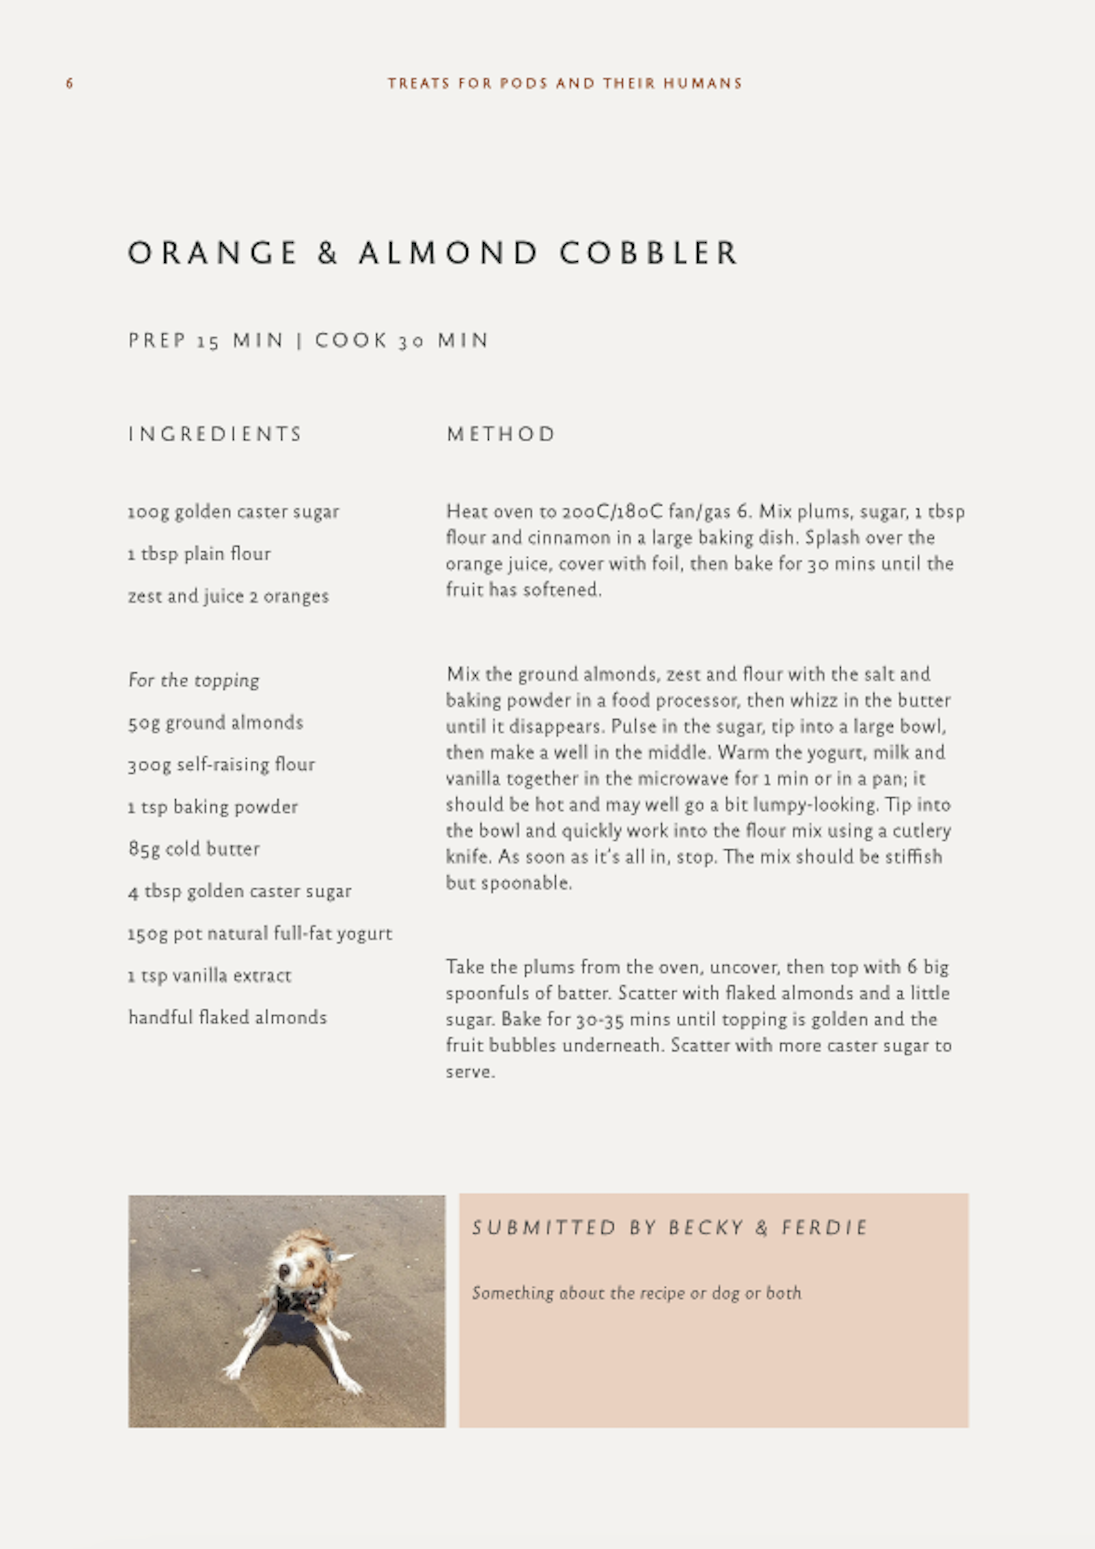 6
TREATS FOR PODS AND THEIR HUMANS
ORANGE & ALMOND COBBLER
PREP 15 MIN | COOK 30 MIN
INGREDIENTS
100g golden caster sugar
1 tbsp plain flour
zest and juice 2 oranges
For the topping
50g ground almonds
300g self-raising flour
1 tsp baking powder
85g cold butter
4 tbsp golden caster sugar
150g pot natural full-fat yogurt
1 tsp vanilla extract
handful flaked almonds
METHOD
Heat oven to 200C/180C fan/gas 6. Mix plums, sugar, 1 tbsp
flour and cinnamon in a large baking dish. Splash over the
orange juice, cover with foil, then bake for 30 mins until the
fruit has softened.
Mix the ground almonds, zest and flour with the salt and
baking powder in a food processor, then whizz in the butter
until it disappears. Pulse in the sugar, tip into a large bowl,
then make a well in the middle. Warm the yogurt, milk and
vanilla together in the microwave for 1 min or in a pan; it
should be hot and may well go a bit lumpy-looking. Tip into
the bowl and quickly work into the flour mix using a cutlery
knife. As soon as it's all in, stop. The mix should be stiffish
but spoonable.
Take the plums from the oven, uncover, then top with 6 big
spoonfuls of batter. Scatter with flaked almonds and a little
sugar. Bake for 30-35 mins until topping is golden and the
fruit bubbles underneath. Scatter with more caster sugar to
serve.
SUBMITTED BY BECKY & FERDIE
Something about the recipe or dog or both